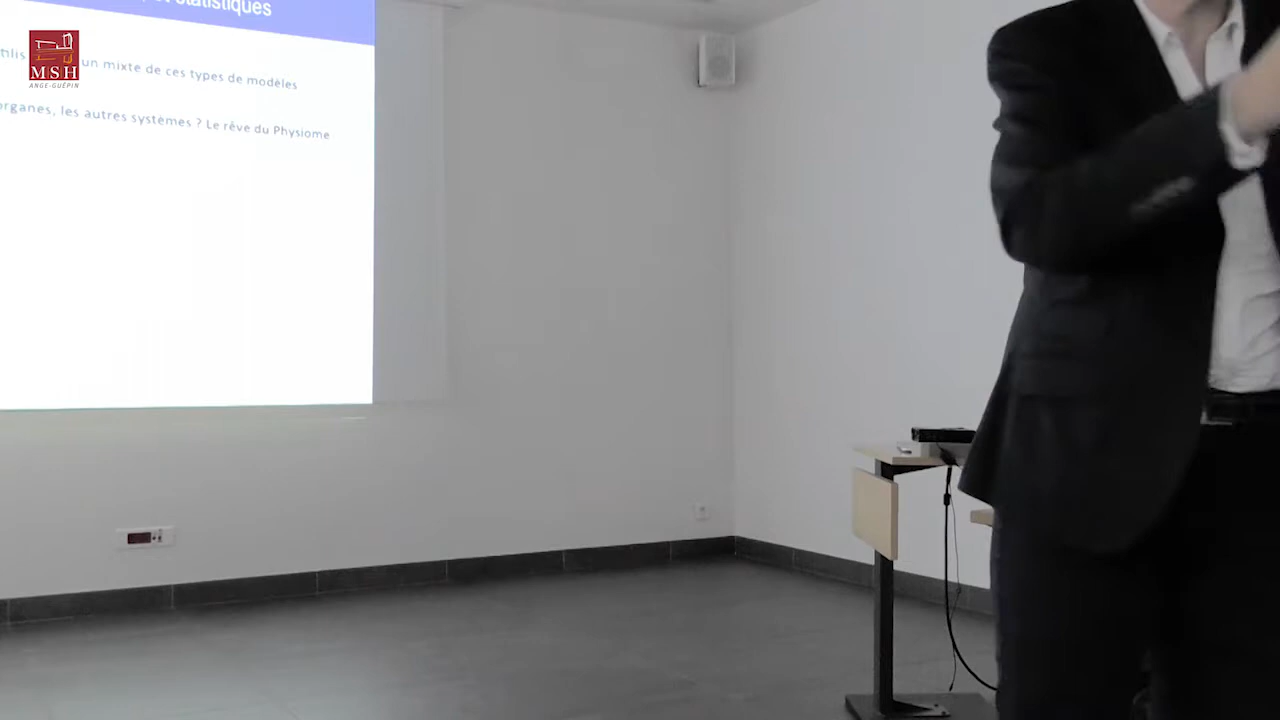 et statistiques
un mixte de ces types de modèles
organes, les autres systèmes ? Le rêve du Physiome
MSH
ANGE-GUÉPIN